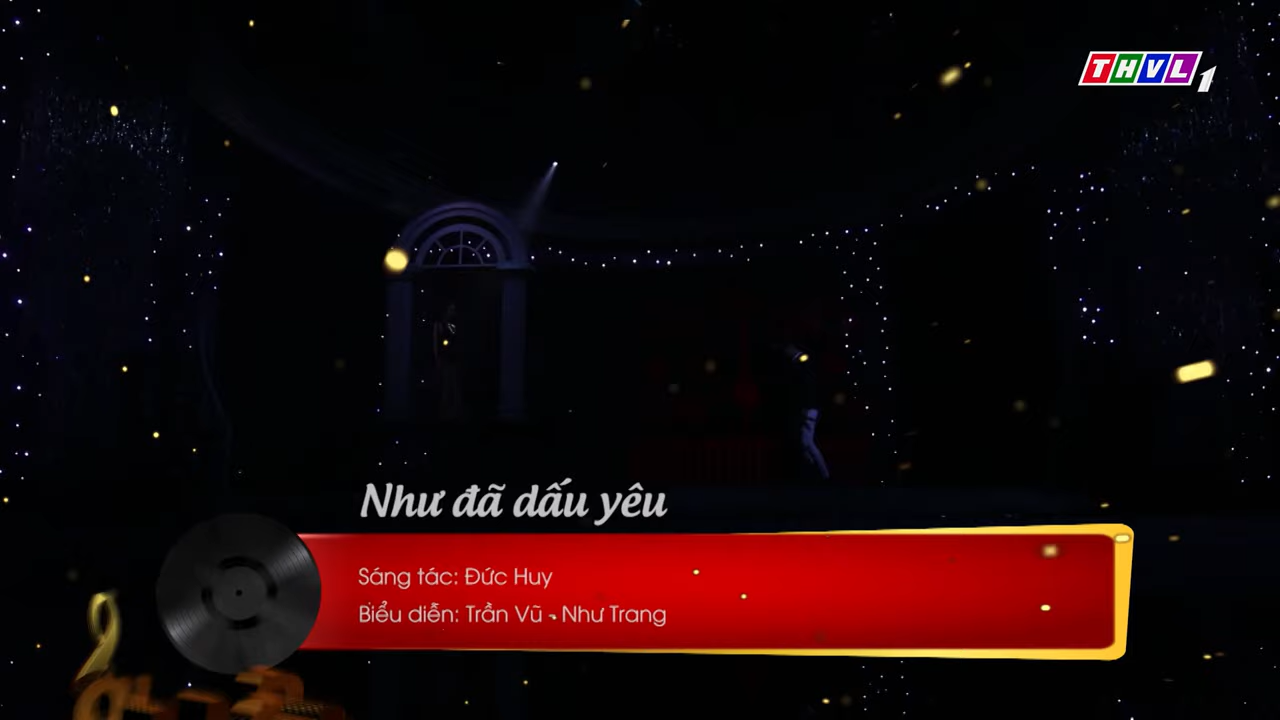 THVL1
Như đã dấu yêu
Sáng tác: Đức Huy
Biểu diễn: Trần Vũ - Như Trang